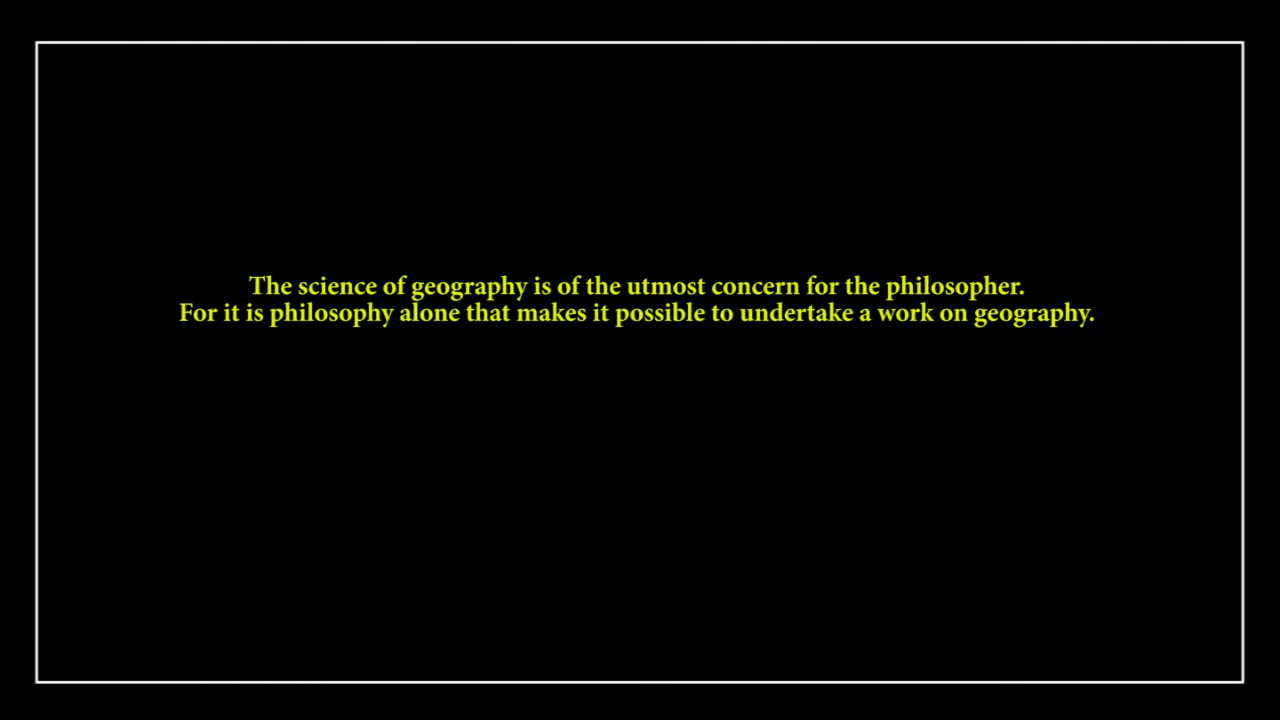 The science of geography is of the utmost concern for the philosopher.
For it is philosophy alone that makes it possible to undertake a work on geography.